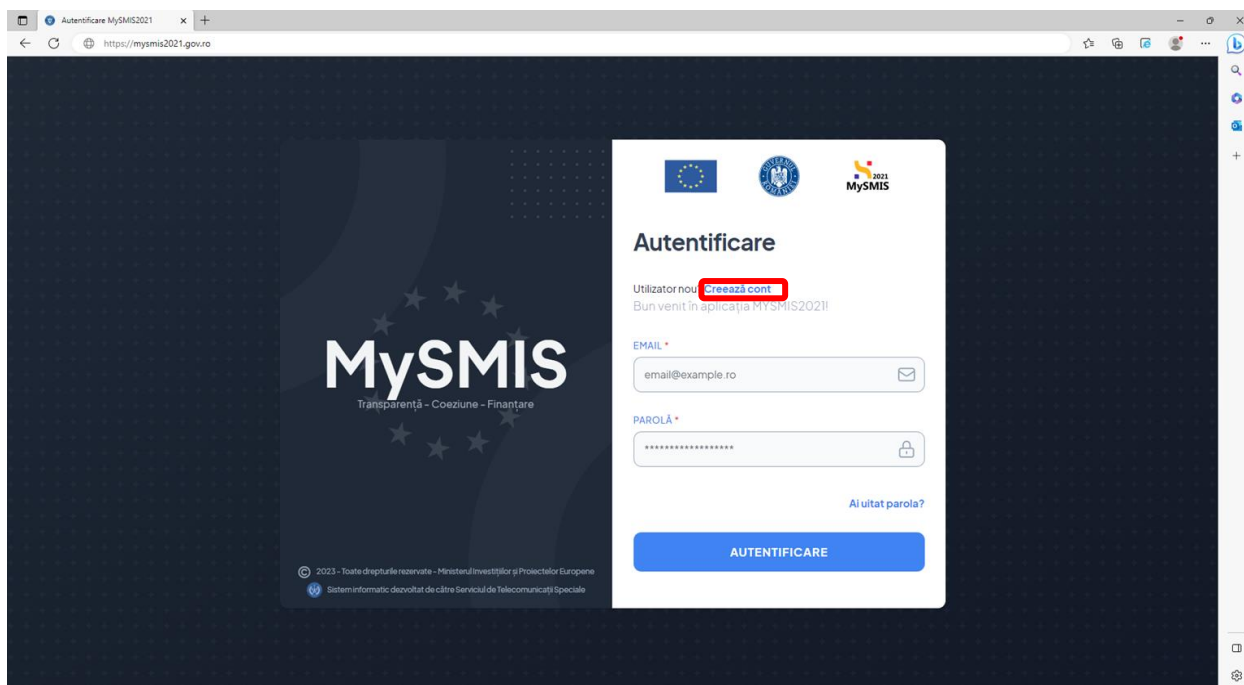 Autentificare MySMIS2021
https://mysmis2021.gov.ro
GUVERNUL ROMÂNIEI
2021
MySMIS
Autentificare
Utilizator nou? Creează cont
Bun venit în aplicația MYSMIS2021!
EMAIL *
email@example.ro
PAROLĂ *
******************
Ai uitat parola?
AUTENTIFICARE
MySMIS
Transparență - Coeziune - Finanțare
© 2023 - Toate drepturile rezervate - Ministerul Investițiilor și Proiectelor Europene
Sistem informatic dezvoltat de către Serviciul de Telecomunicații Speciale